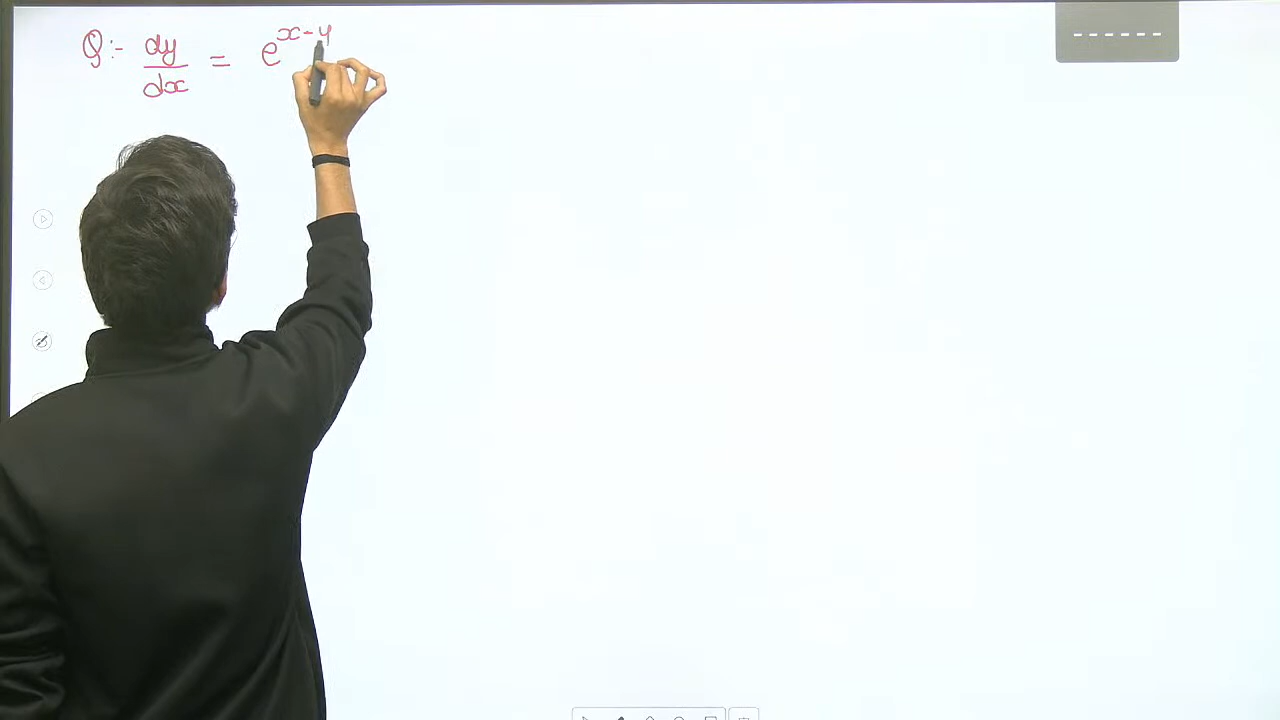 Q:- dy/dx = e^{x-y}